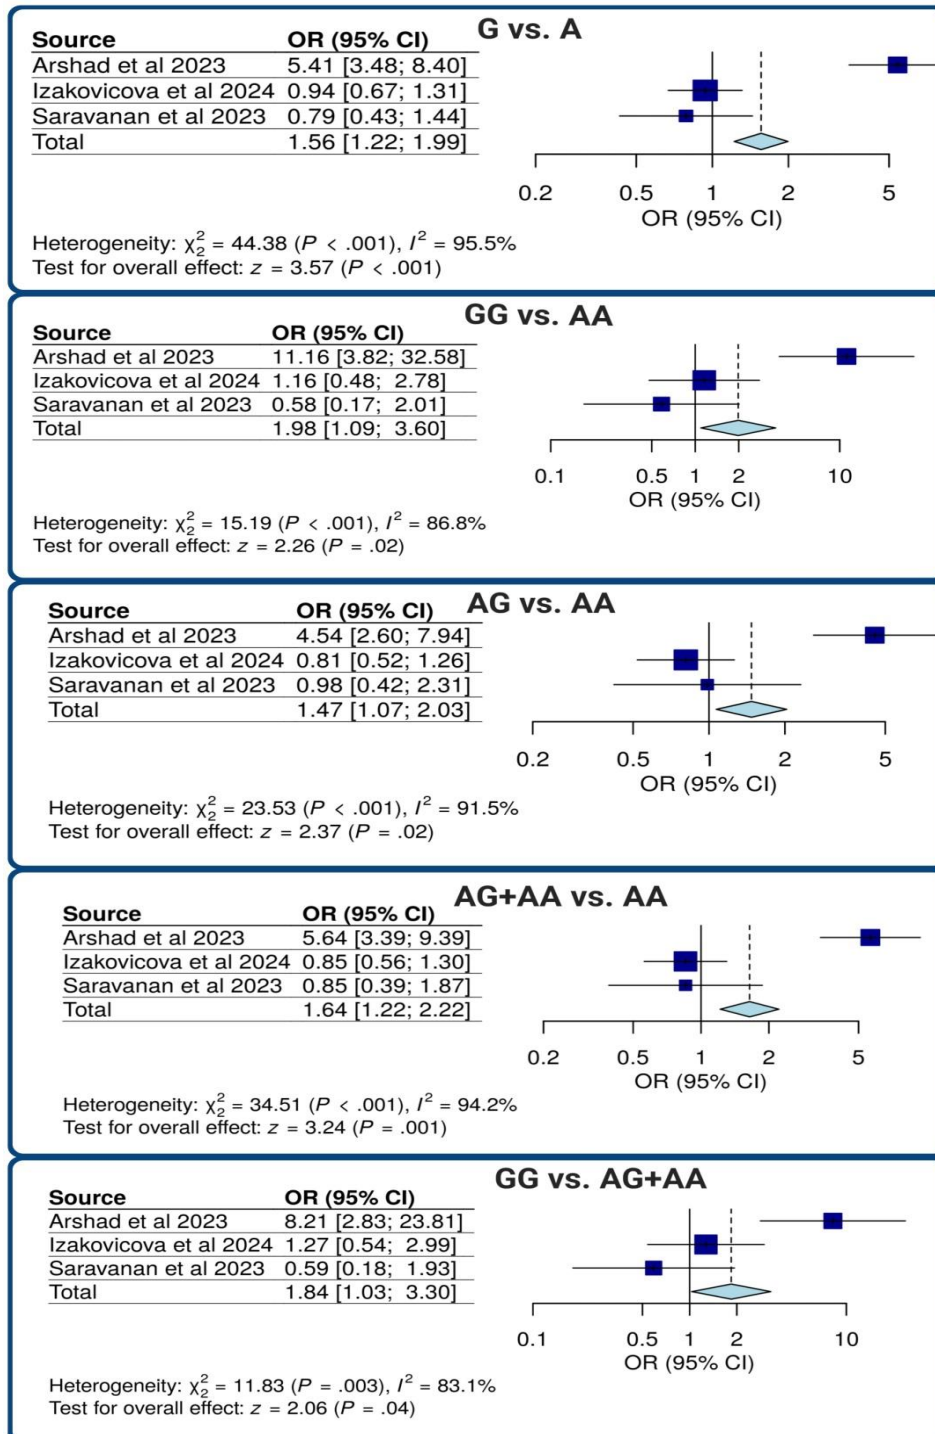 G vs. A
Source OR (95% CI)
Arshad et al 2023 5.41 [3.48; 8.40]
Izakovicova et al 2024 0.94 [0.67; 1.31]
Saravanan et al 2023 0.79 [0.43; 1.44]
Total 1.56 [1.22; 1.99]
0.2 0.5 1 2 5
OR (95% CI)
Heterogeneity: χ²₂ = 44.38 (P < .001), I² = 95.5%
Test for overall effect: z = 3.57 (P < .001)
GG vs. AA
Source OR (95% CI)
Arshad et al 2023 11.16 [3.82; 32.58]
Izakovicova et al 2024 1.16 [0.48; 2.78]
Saravanan et al 2023 0.58 [0.17; 2.01]
Total 1.98 [1.09; 3.60]
0.1 0.5 1 2 10
OR (95% CI)
Heterogeneity: χ²₂ = 15.19 (P < .001), I² = 86.8%
Test for overall effect: z = 2.26 (P = .02)
AG vs. AA
Source OR (95% CI)
Arshad et al 2023 4.54 [2.60; 7.94]
Izakovicova et al 2024 0.81 [0.52; 1.26]
Saravanan et al 2023 0.98 [0.42; 2.31]
Total 1.47 [1.07; 2.03]
0.2 0.5 1 2 5
OR (95% CI)
Heterogeneity: χ²₂ = 23.53 (P < .001), I² = 91.5%
Test for overall effect: z = 2.37 (P = .02)
AG+AA vs. AA
Source OR (95% CI)
Arshad et al 2023 5.64 [3.39; 9.39]
Izakovicova et al 2024 0.85 [0.56; 1.30]
Saravanan et al 2023 0.85 [0.39; 1.87]
Total 1.64 [1.22; 2.22]
0.2 0.5 1 2 5
OR (95% CI)
Heterogeneity: χ²₂ = 34.51 (P < .001), I² = 94.2%
Test for overall effect: z = 3.24 (P = .001)
GG vs. AG+AA
Source OR (95% CI)
Arshad et al 2023 8.21 [2.83; 23.81]
Izakovicova et al 2024 1.27 [0.54; 2.99]
Saravanan et al 2023 0.59 [0.18; 1.93]
Total 1.84 [1.03; 3.30]
0.1 0.5 1 2 10
OR (95% CI)
Heterogeneity: χ²₂ = 11.83 (P = .003), I² = 83.1%
Test for overall effect: z = 2.06 (P = .04)